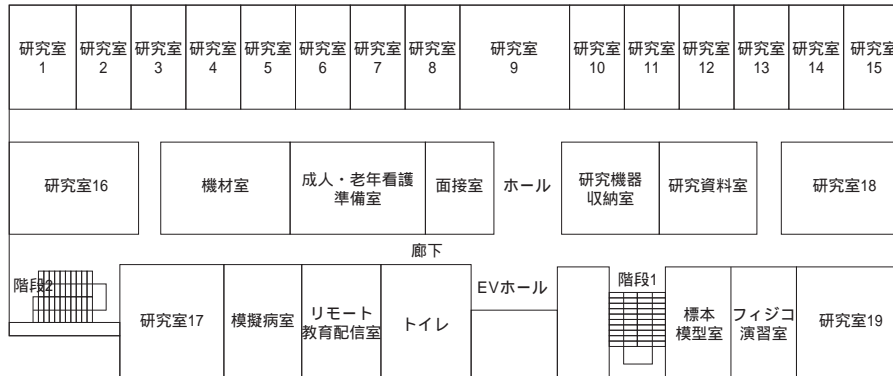 研究室
1
研究室
2
研究室
3
研究室
4
研究室
5
研究室
6
研究室
7
研究室
8
研究室
9
研究室
10
研究室
11
研究室
12
研究室
13
研究室
14
研究室
15
研究室16
機材室
成人・老年看護
準備室
面接室
ホール
研究機器
収納室
研究資料室
研究室18
廊下
階段2
研究室17
模擬病室
リモート
教育配信室
トイレ
EVホール
階段1
標本
模型室
フィジコ
演習室
研究室19